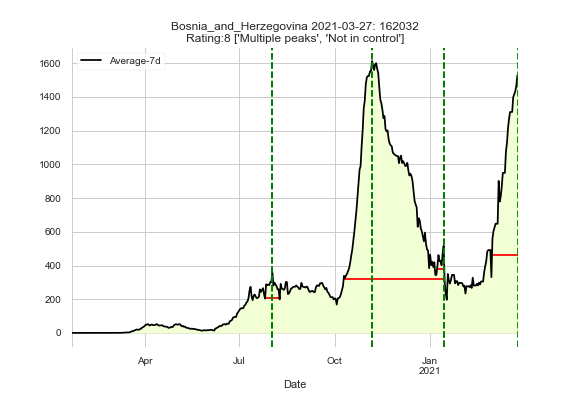 Bosnia_and_Herzegovina 2021-03-27: 162032
Rating:8 ['Multiple peaks', 'Not in control']
Average-7d
1600
1400
1200
1000
800
600
400
200
0
Apr
Jul
Oct
Jan
2021
Date